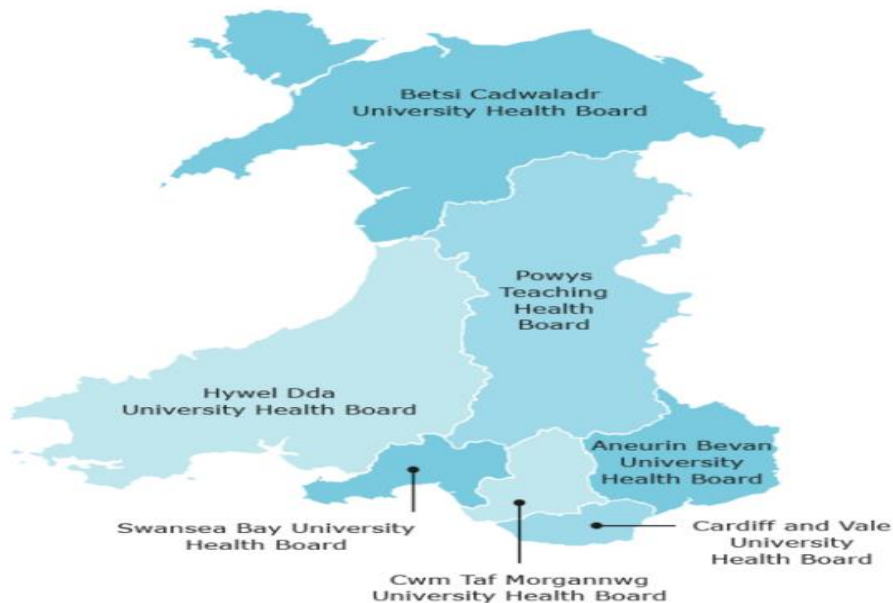 Betsi Cadwaladr
University Health Board
Powys
Teaching
Health
Board
Hywel Dda
University Health Board
Aneurin Bevan
University
Health Board
Swansea Bay University
Health Board
Cardiff and Vale
University
Health Board
Cwm Taf Morgannwg
University Health Board